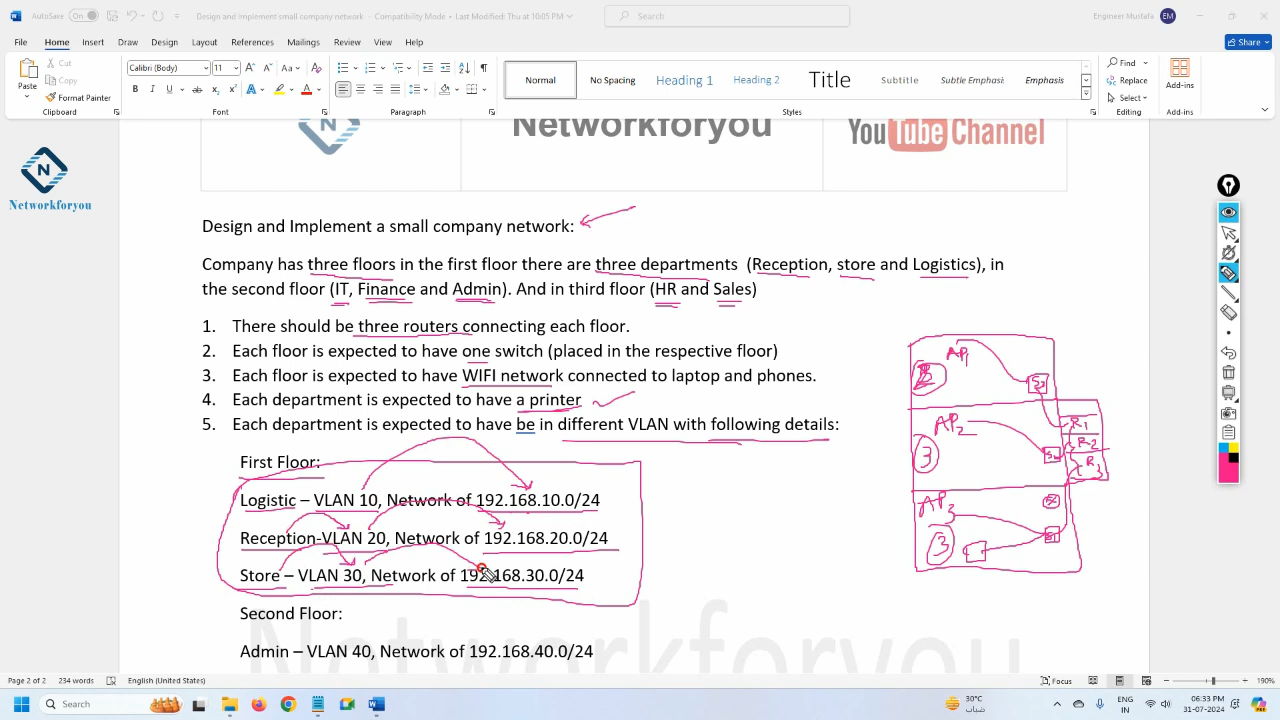 AutoSave Off Design and Implement small company network - Compatibility Mode • Last Modified: Thu at 10:05 PM Search Engineer Mustafa EM
File Home Insert Draw Design Layout References Mailings Review View Help Share
Paste Cut Copy Format Painter Clipboard
Calibri (Body) 11 Font
Paragraph
Normal No Spacing Heading 1 Heading 2 Title Subtitle Subtle Emphasis Emphasis Styles
Find Replace Select Editing
Add-ins Add-ins
N Networkforyou
N Networkforyou YouTube Channel
Design and Implement a small company network:
Company has three floors in the first floor there are three departments (Reception, store and Logistics), in
the second floor (IT, Finance and Admin). And in third floor (HR and Sales)
1. There should be three routers connecting each floor.
2. Each floor is expected to have one switch (placed in the respective floor)
3. Each floor is expected to have WIFI network connected to laptop and phones.
4. Each department is expected to have a printer
5. Each department is expected to have be in different VLAN with following details:
First Floor:
Logistic – VLAN 10, Network of 192.168.10.0/24
Reception-VLAN 20, Network of 192.168.20.0/24
Store – VLAN 30, Network of 192.168.30.0/24
Second Floor:
Admin – VLAN 40, Network of 192.168.40.0/24
Networkforyou
AP1
AP2
3
AP3
3
R1
R2
R3
Page 2 of 2 234 words English (United States) Focus 190%
Search 30°C ضباب ENG IN 06:33 PM 31-07-2024